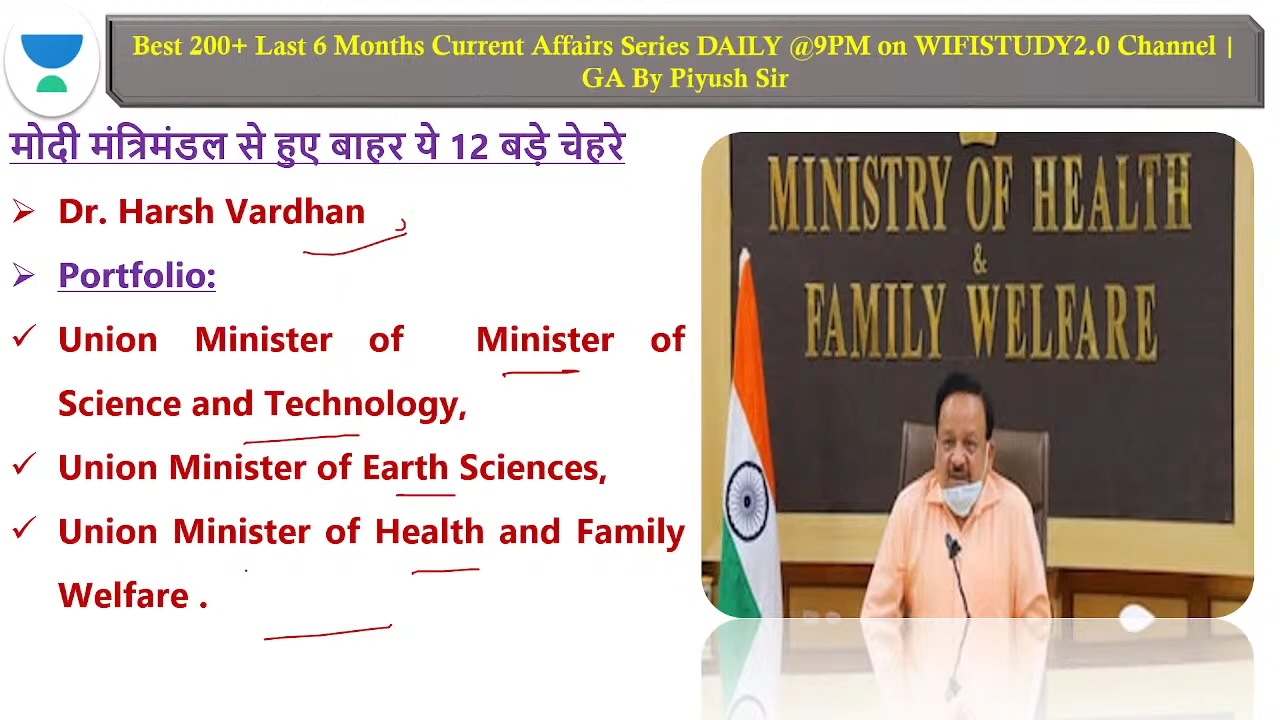 Best 200+ Last 6 Months Current Affairs Series DAILY @9PM on WIFISTUDY2.0 Channel |
GA By Piyush Sir
मोदी मंत्रिमंडल से हुए बाहर ये 12 बड़े चेहरे
Dr. Harsh Vardhan
Portfolio:
Union Minister of Minister of
Science and Technology,
Union Minister of Earth Sciences,
Union Minister of Health and Family
Welfare .
MINISTRY OF HEALTH
&
FAMILY WELFARE